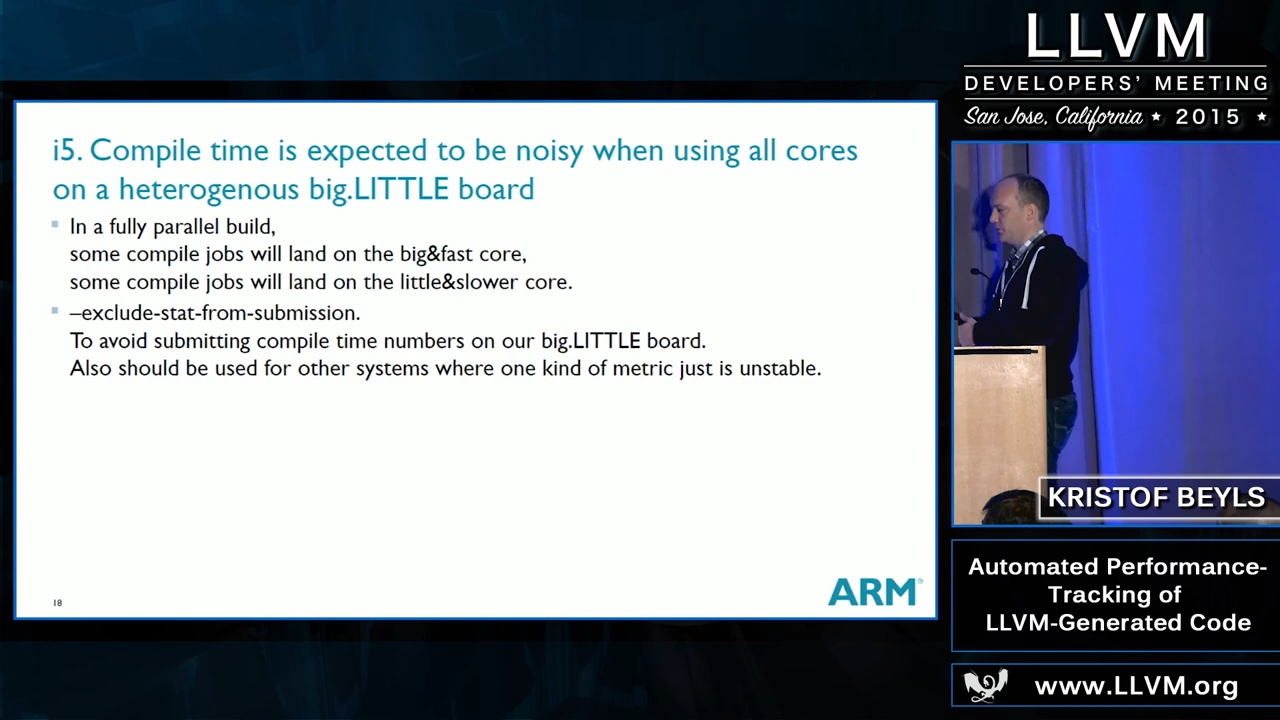 i5. Compile time is expected to be noisy when using all cores
on a heterogenous big.LITTLE board
In a fully parallel build,
some compile jobs will land on the big&fast core,
some compile jobs will land on the little&slower core.
–exclude-stat-from-submission.
To avoid submitting compile time numbers on our big.LITTLE board.
Also should be used for other systems where one kind of metric just is unstable.
18
ARM®
LLVM
DEVELOPERS' MEETING
San Jose, California ★ 2015 ★
KRISTOF BEYLS
Automated Performance-
Tracking of
LLVM-Generated Code
www.LLVM.org